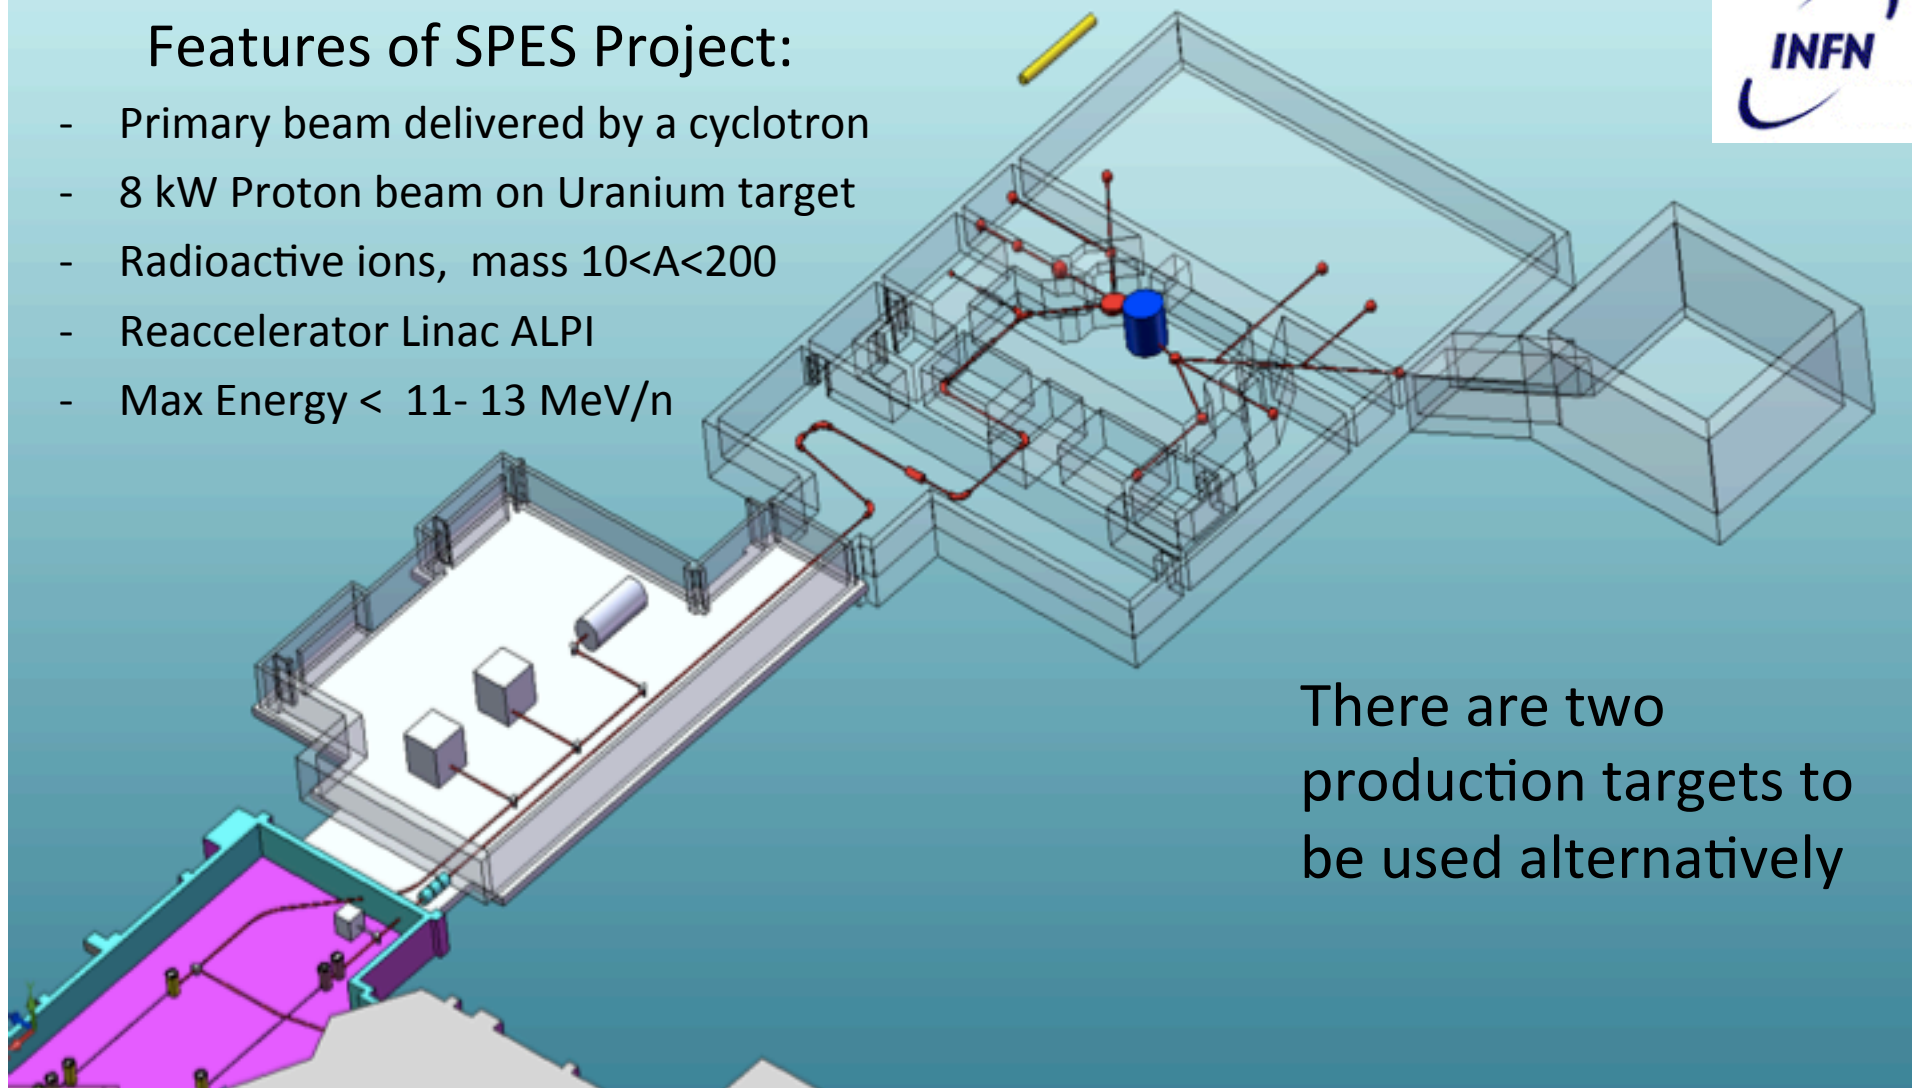 Features of SPES Project:
- Primary beam delivered by a cyclotron
- 8 kW Proton beam on Uranium target
- Radioactive ions, mass 10<A<200
- Reaccelerator Linac ALPI
- Max Energy < 11- 13 MeV/n
INFN
There are two
production targets to
be used alternatively